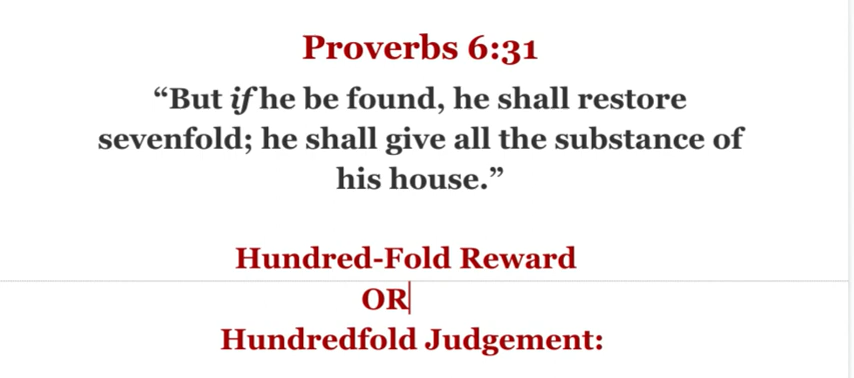 Proverbs 6:31
“But if he be found, he shall restore
sevenfold; he shall give all the substance of
his house.”
Hundred-Fold Reward
OR
Hundredfold Judgement: